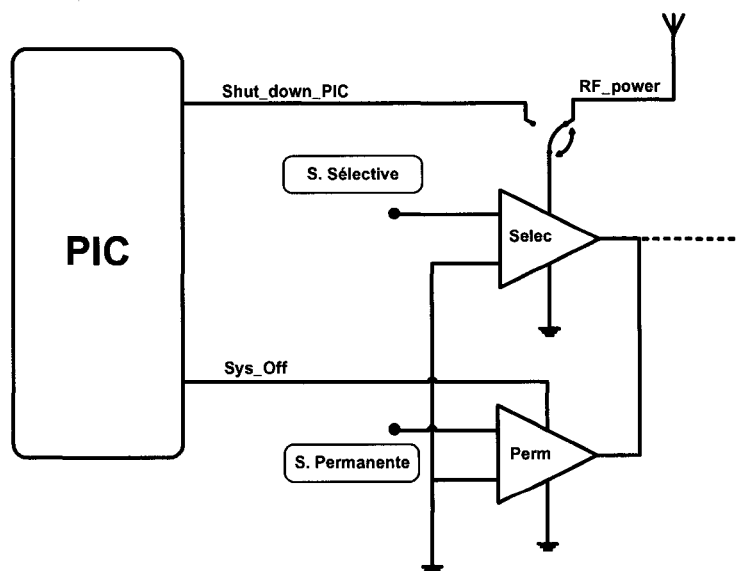 Shut_down_PIC
RF_power
S. Sélective
Selec
PIC
Sys_Off
S. Permanente
Perm